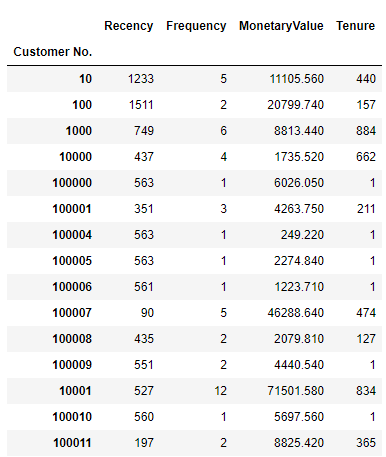 Recency Frequency MonetaryValue Tenure
Customer No.
10 1233 5 11105.560 440
100 1511 2 20799.740 157
1000 749 6 8813.440 884
10000 437 4 1735.520 662
100000 563 1 6026.050 1
100001 351 3 4263.750 211
100004 563 1 249.220 1
100005 563 1 2274.840 1
100006 561 1 1223.710 1
100007 90 5 46288.640 474
100008 435 2 2079.810 127
100009 551 2 4440.540 1
10001 527 12 71501.580 834
100010 560 1 5697.560 1
100011 197 2 8825.420 365